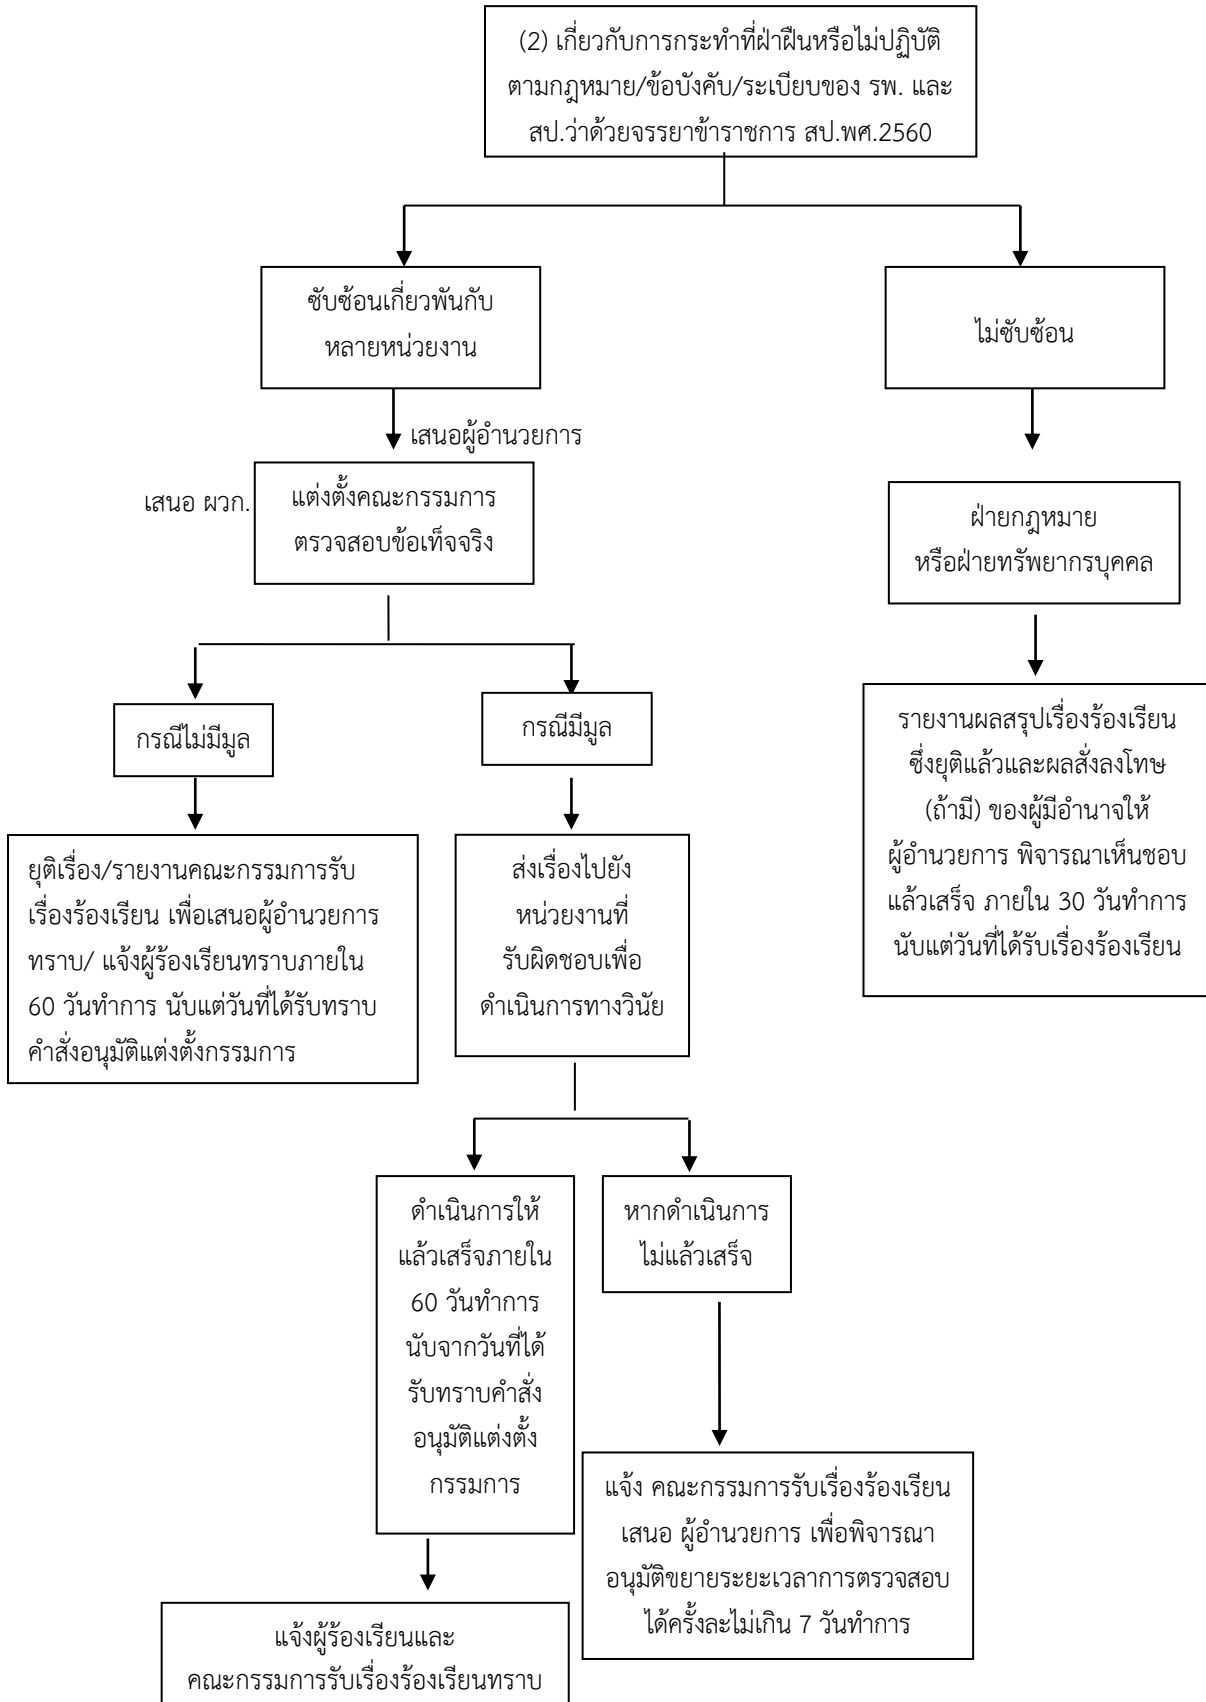 (2) เกี่ยวกับการกระทำที่ฝ่าฝืนหรือไม่ปฏิบัติ
ตามกฎหมาย/ข้อบังคับ/ระเบียบของ รพ. และ
สป.ว่าด้วยจรรยาข้าราชการ สป.พศ.2560
ซับซ้อนเกี่ยวพันกับ
หลายหน่วยงาน
ไม่ซับซ้อน
เสนอผู้อำนวยการ
เสนอ ผวก.
แต่งตั้งคณะกรรมการ
ตรวจสอบข้อเท็จจริง
ฝ่ายกฎหมาย
หรือฝ่ายทรัพยากรบุคคล
กรณีไม่มีมูล
กรณีมีมูล
รายงานผลสรุปเรื่องร้องเรียน
ซึ่งยุติแล้วและผลสั่งลงโทษ
(ถ้ามี) ของผู้มีอำนาจให้
ผู้อำนวยการ พิจารณาเห็นชอบ
แล้วเสร็จ ภายใน 30 วันทำการ
นับแต่วันที่ได้รับเรื่องร้องเรียน
ยุติเรื่อง/รายงานคณะกรรมการรับ
เรื่องร้องเรียน เพื่อเสนอผู้อำนวยการ
ทราบ/ แจ้งผู้ร้องเรียนทราบภายใน
60 วันทำการ นับแต่วันที่ได้รับทราบ
คำสั่งอนุมัติแต่งตั้งกรรมการ
ส่งเรื่องไปยัง
หน่วยงานที่
รับผิดชอบเพื่อ
ดำเนินการทางวินัย
ดำเนินการให้
แล้วเสร็จภายใน
60 วันทำการ
นับจากวันที่ได้
รับทราบคำสั่ง
อนุมัติแต่งตั้ง
กรรมการ
หากดำเนินการ
ไม่แล้วเสร็จ
แจ้ง คณะกรรมการรับเรื่องร้องเรียน
เสนอ ผู้อำนวยการ เพื่อพิจารณา
อนุมัติขยายระยะเวลาการตรวจสอบ
ได้ครั้งละไม่เกิน 7 วันทำการ
แจ้งผู้ร้องเรียนและ
คณะกรรมการรับเรื่องร้องเรียนทราบ